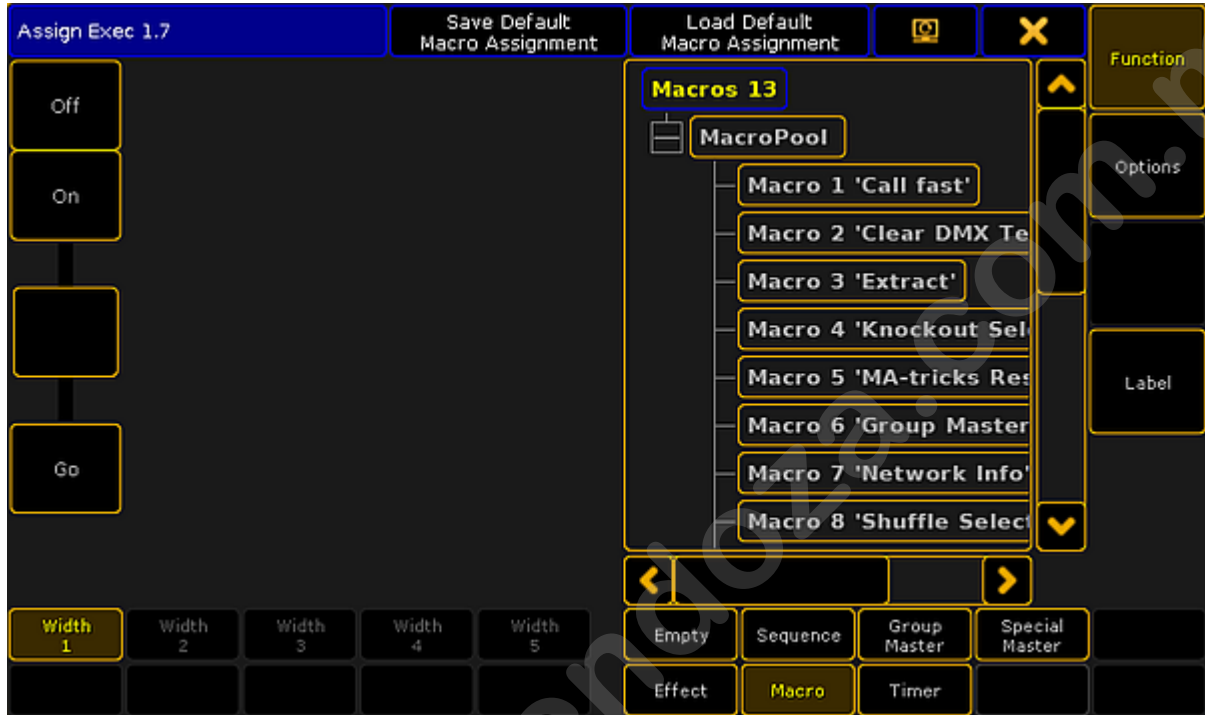 Assign Exec 1.7
Save Default
Macro Assignment
Load Default
Macro Assignment
Function
Off
On
Go
Macros 13
MacroPool
Macro 1 'Call fast'
Macro 2 'Clear DMX Te
Macro 3 'Extract'
Macro 4 'Knockout Sel
Macro 5 'MA-tricks Res
Macro 6 'Group Master
Macro 7 'Network Info'
Macro 8 'Shuffle Select
Options
Label
Width
1
Width
2
Width
3
Width
4
Width
5
Empty
Sequence
Group
Master
Special
Master
Effect
Macro
Timer
endoza.com.r